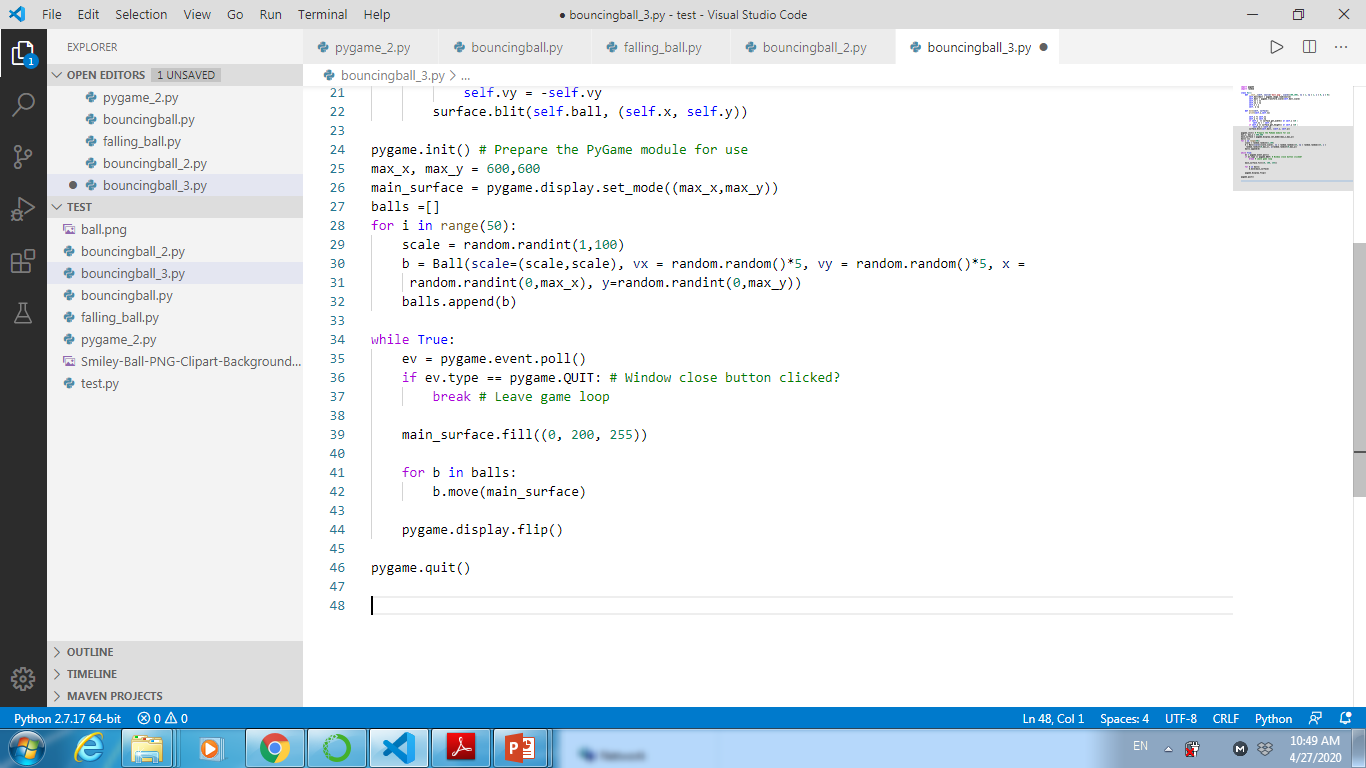 File Edit Selection View Go Run Terminal Help ● bouncingball_3.py - test - Visual Studio Code
EXPLORER
OPEN EDITORS 1 UNSAVED
pygame_2.py
bouncingball.py
falling_ball.py
bouncingball_2.py
bouncingball_3.py
TEST
ball.png
bouncingball_2.py
bouncingball_3.py
bouncingball.py
falling_ball.py
pygame_2.py
Smiley-Ball-PNG-Clipart-Background...
test.py
OUTLINE
TIMELINE
MAVEN PROJECTS
1
pygame_2.py bouncingball.py falling_ball.py bouncingball_2.py bouncingball_3.py
bouncingball_3.py > ...
21 self.vy = -self.vy
22 surface.blit(self.ball, (self.x, self.y))
23
24 pygame.init() # Prepare the PyGame module for use
25 max_x, max_y = 600,600
26 main_surface = pygame.display.set_mode((max_x,max_y))
27 balls =[]
28 for i in range(50):
29 scale = random.randint(1,100)
30 b = Ball(scale=(scale,scale), vx = random.random()*5, vy = random.random()*5, x =
31 random.randint(0,max_x), y=random.randint(0,max_y))
32 balls.append(b)
33
34 while True:
35 ev = pygame.event.poll()
36 if ev.type == pygame.QUIT: # Window close button clicked?
37 break # Leave game loop
38
39 main_surface.fill((0, 200, 255))
40
41 for b in balls:
42 b.move(main_surface)
43
44 pygame.display.flip()
45
46 pygame.quit()
47
48
Python 2.7.17 64-bit 0 0 Ln 48, Col 1 Spaces: 4 UTF-8 CRLF Python
EN 10:49 AM
4/27/2020